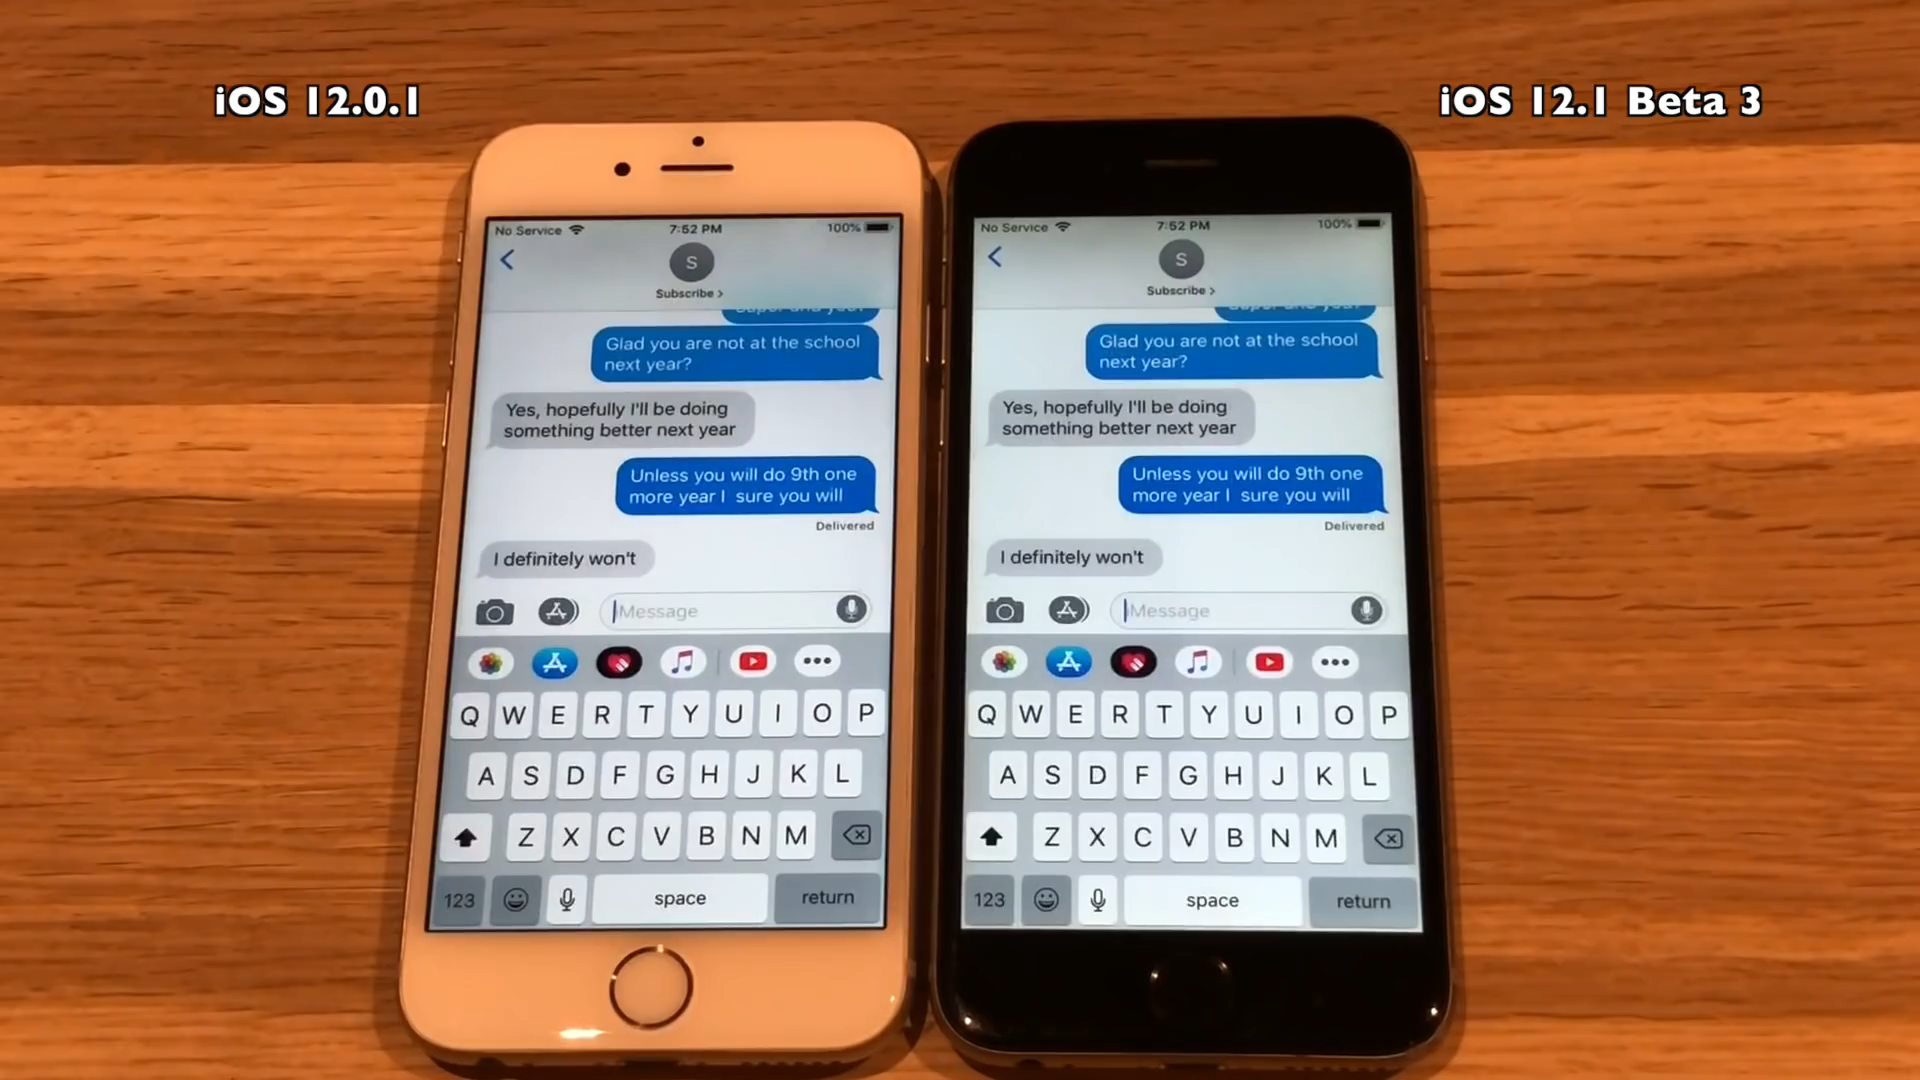 iOS 12.0.1
iOS 12.1 Beta 3
No Service
7:52 PM
100%
S
Subscribe >
Glad you are not at the school
next year?
Yes, hopefully I'll be doing
something better next year
Unless you will do 9th one
more year I  sure you will
Delivered
I definitely won't
Message
Q W E R T Y U I O P
A S D F G H J K L
Z X C V B N M
123
space
return
No Service
7:52 PM
100%
S
Subscribe >
Glad you are not at the school
next year?
Yes, hopefully I'll be doing
something better next year
Unless you will do 9th one
more year I  sure you will
Delivered
I definitely won't
Message
Q W E R T Y U I O P
A S D F G H J K L
Z X C V B N M
123
space
return